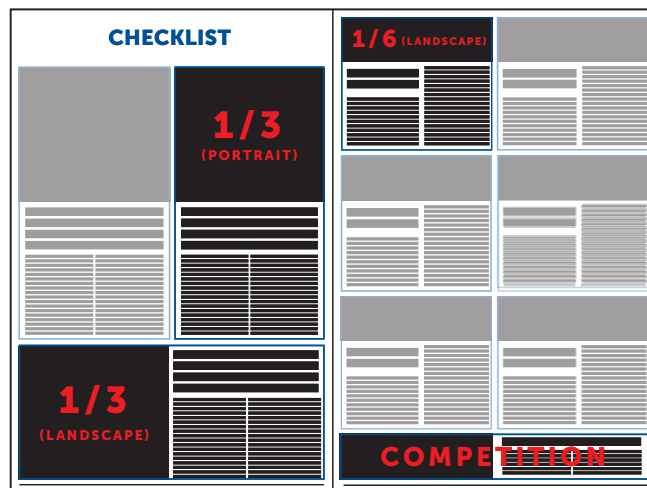 CHECKLIST
1/3
(PORTRAIT)
1/3
(LANDSCAPE)
1/6 (LANDSCAPE)
COMPETITION